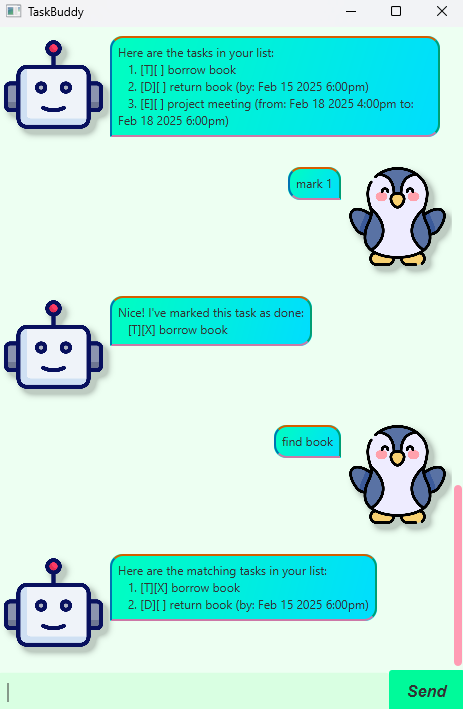 TaskBuddy
Here are the tasks in your list:
1. [T][ ] borrow book
2. [D][ ] return book (by: Feb 15 2025 6:00pm)
3. [E][ ] project meeting (from: Feb 18 2025 4:00pm to:
Feb 18 2025 6:00pm)
mark 1
Nice! I've marked this task as done:
[T][X] borrow book
find book
Here are the matching tasks in your list:
1. [T][X] borrow book
2. [D][ ] return book (by: Feb 15 2025 6:00pm)
Send